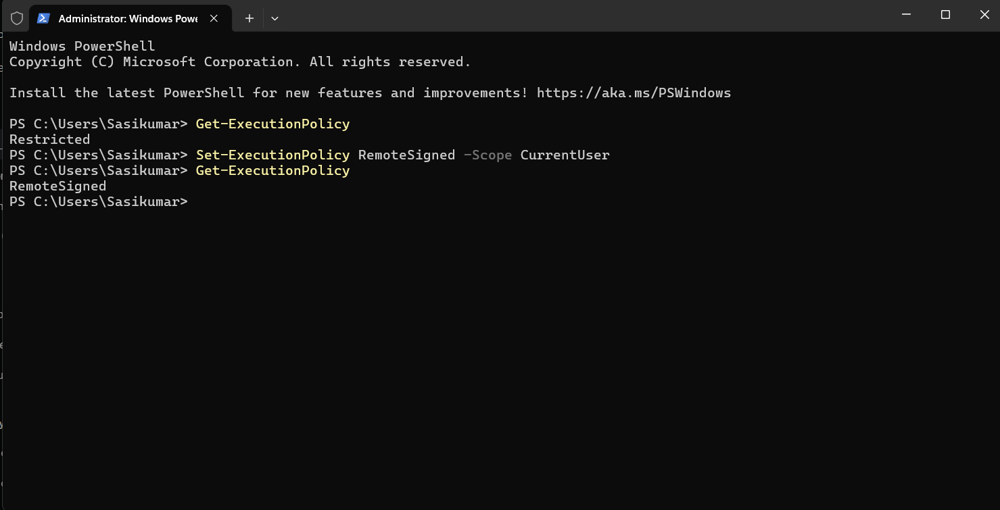 Administrator: Windows Powe
Windows PowerShell
Copyright (C) Microsoft Corporation. All rights reserved.
Install the latest PowerShell for new features and improvements! https://aka.ms/PSWindows
PS C:\Users\Sasikumar> Get-ExecutionPolicy
Restricted
PS C:\Users\Sasikumar> Set-ExecutionPolicy RemoteSigned -Scope CurrentUser
PS C:\Users\Sasikumar> Get-ExecutionPolicy
RemoteSigned
PS C:\Users\Sasikumar>